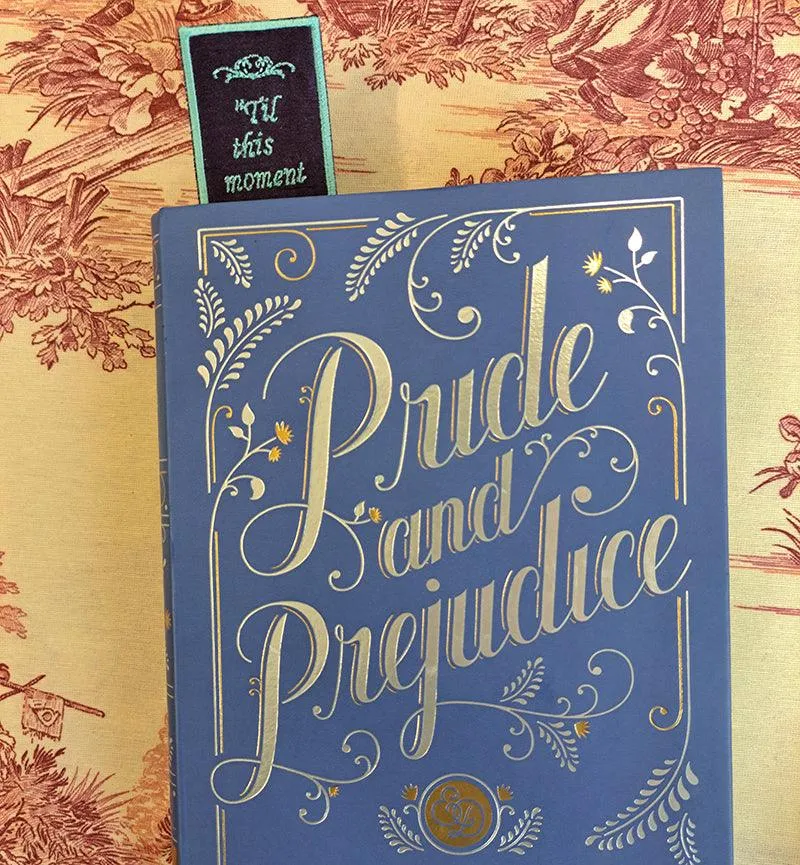 "Til
this
moment
Pride
and
Prejudice